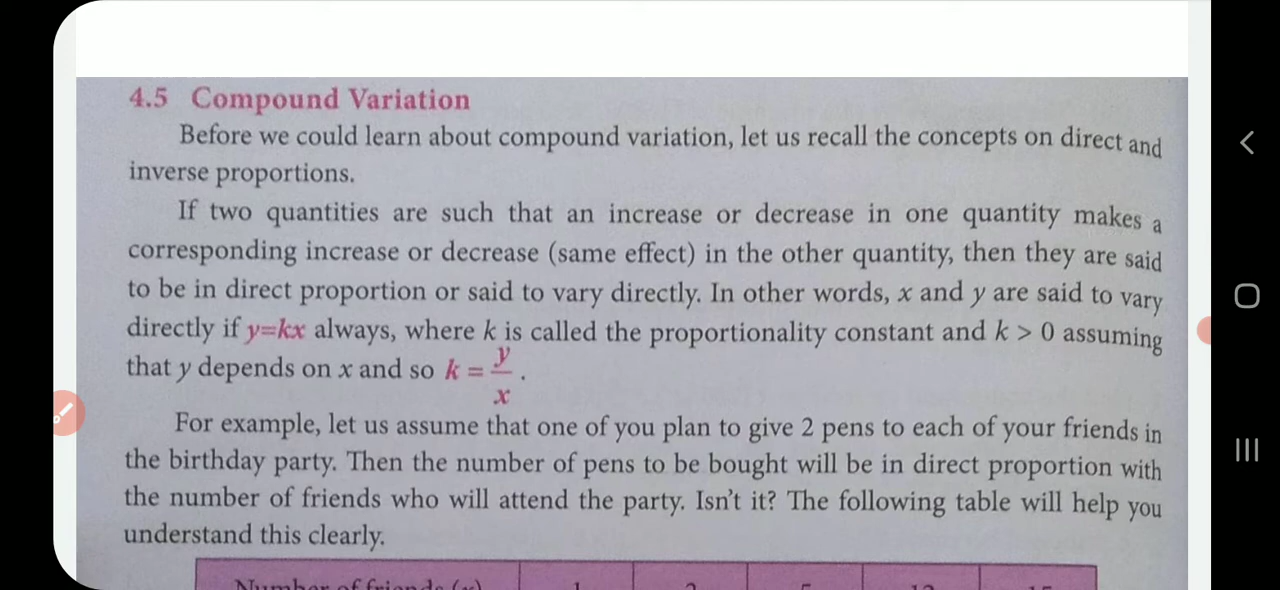 4.5 Compound Variation
Before we could learn about compound variation, let us recall the concepts on direct and
inverse proportions.
If two quantities are such that an increase or decrease in one quantity makes a
corresponding increase or decrease (same effect) in the other quantity, then they are said
to be in direct proportion or said to vary directly. In other words, x and y are said to vary
directly if y=kx always, where k is called the proportionality constant and k > 0 assuming
that y depends on x and so k = y/x .
For example, let us assume that one of you plan to give 2 pens to each of your friends in
the birthday party. Then the number of pens to be bought will be in direct proportion with
the number of friends who will attend the party. Isn't it? The following table will help you
understand this clearly.
Number of friends